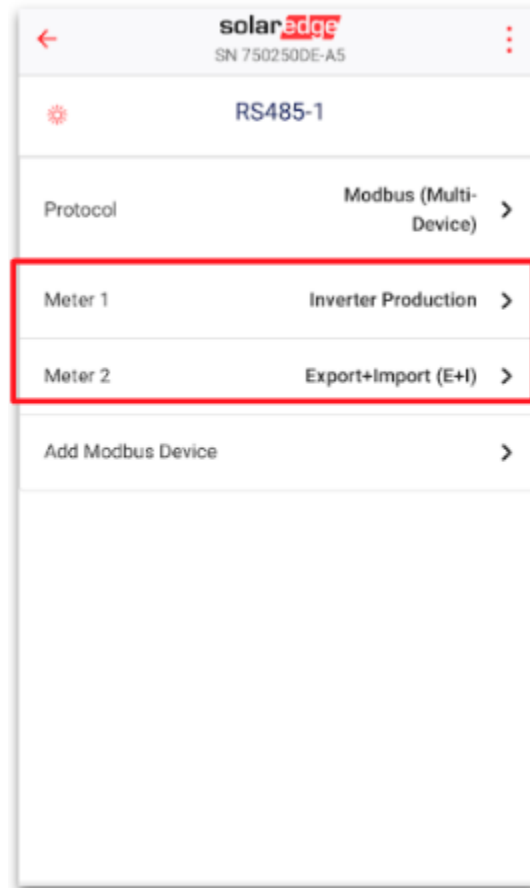 solaredge
SN 750250DE-A5
RS485-1
Protocol
Modbus (Multi-
Device)
Meter 1
Inverter Production
Meter 2
Export+Import (E+I)
Add Modbus Device